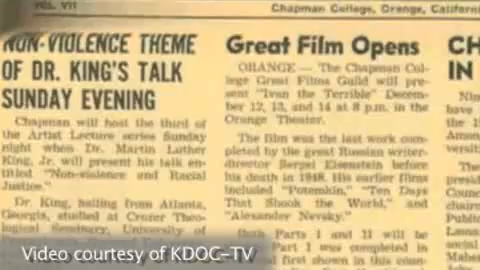 VOL. VII
Chapman College, Orange, California
NON-VIOLENCE THEME
OF DR. KING'S TALK
SUNDAY EVENING
Chapman will host the third of
the Artist Lecture series Sunday
night when Dr. Martin Luther
King, Jr. will present his talk en-
titled "Non-violence and Racial
Justice."
Dr. King, hailing from Atlanta,
Georgia, studied at Crozer Theo-
logical Seminary, University of
Great Film Opens
ORANGE — The Chapman Col-
lege Great Films Guild will pre-
sent "Ivan the Terrible" Decem-
ber 12, 13, and 14 at 8 p.m. in the
Orange Theater.
The film was the last work com-
pleted by the great Russian writer-
director Sergei Eisenstein before
his death in 1948. His earlier films
included "Potemkin," "Ten Days
That Shook the World," and
"Alexander Nevsky."
Both Parts I and II will be
Part 1 was completed in
first shown in this coun-
CH
IN
Video courtesy of KDOC-TV